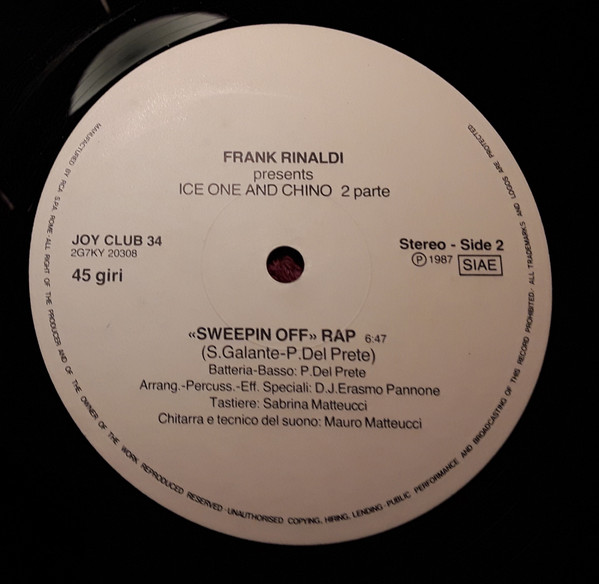 FRANK RINALDI
presents
ICE ONE AND CHINO 2 parte
JOY CLUB 34
2G7KY 20308
45 giri
Stereo - Side 2
Ⓟ 1987 SIAE
«SWEEPIN OFF» RAP 6:47
(S.Galante-P.Del Prete)
Batteria-Basso: P.Del Prete
Arrang.-Percuss.-Eff. Speciali: D.J.Erasmo Pannone
Tastiere: Sabrina Matteucci
Chitarra e tecnico del suono: Mauro Matteucci
MANUFACTURED BY RCA S.P.A. ROME·ALL RIGHT OF THE PRODUCER AND OF THE OWNER OF THE WORK REPRODUCED RESERVED·UNAUTHORISED COPYING, HIRING, LENDING·PUBLIC PERFORMANCE AND BROADCASTING OF THIS RECORD PROHIBITED·ALL TRADEMARKS AND LOGOS ARE PROTECTED